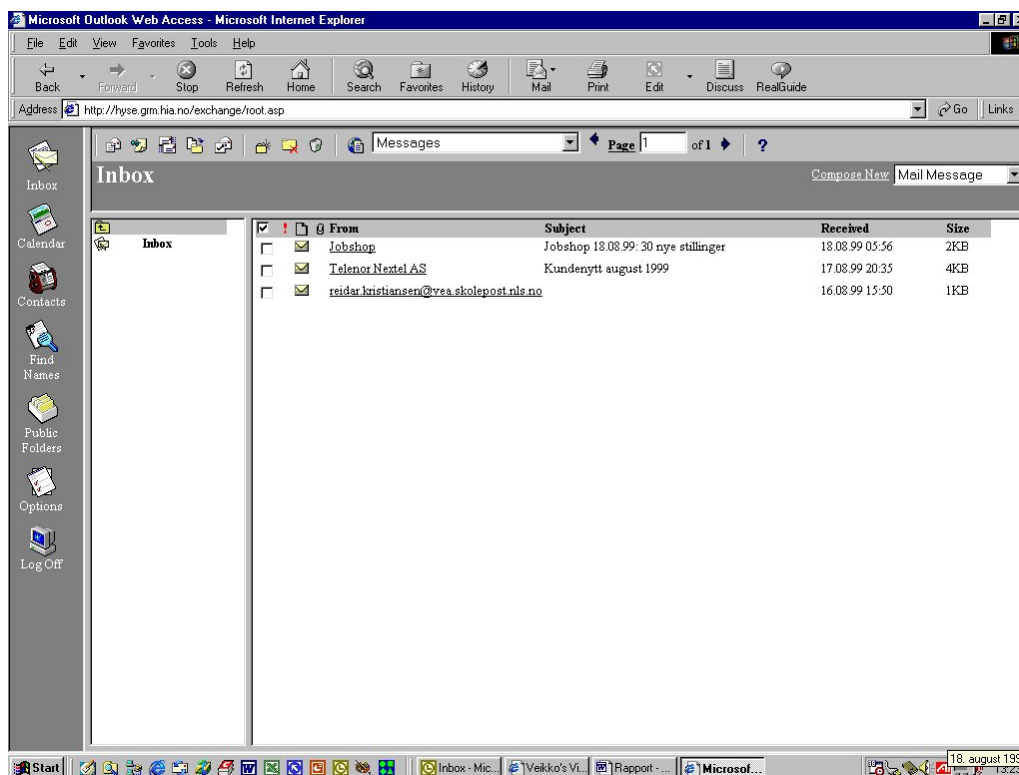 Microsoft Outlook Web Access - Microsoft Internet Explorer
File Edit View Favorites Tools Help
Back Forward Stop Refresh Home Search Favorites History Mail Print Edit Discuss RealGuide
Address http://hyse.grm.hia.no/exchange/root.asp Go Links
Messages Page 1 of 1 ?
Inbox
Compose New Mail Message
Inbox
Calendar
Contacts
Find
Names
Public
Folders
Options
Log Off
Inbox
! From Subject Received Size
Jobshop Jobshop 18.08.99: 30 nye stillinger 18.08.99 05:56 2KB
Telenor Nextel AS Kundenytt august 1999 17.08.99 20:35 4KB
reidar.kristiansen@vea.skolepost.nls.no 16.08.99 15:50 1KB
Start Inbox - Mic... Veikko's Vi... Rapport - ... Microsof...
18. august 199